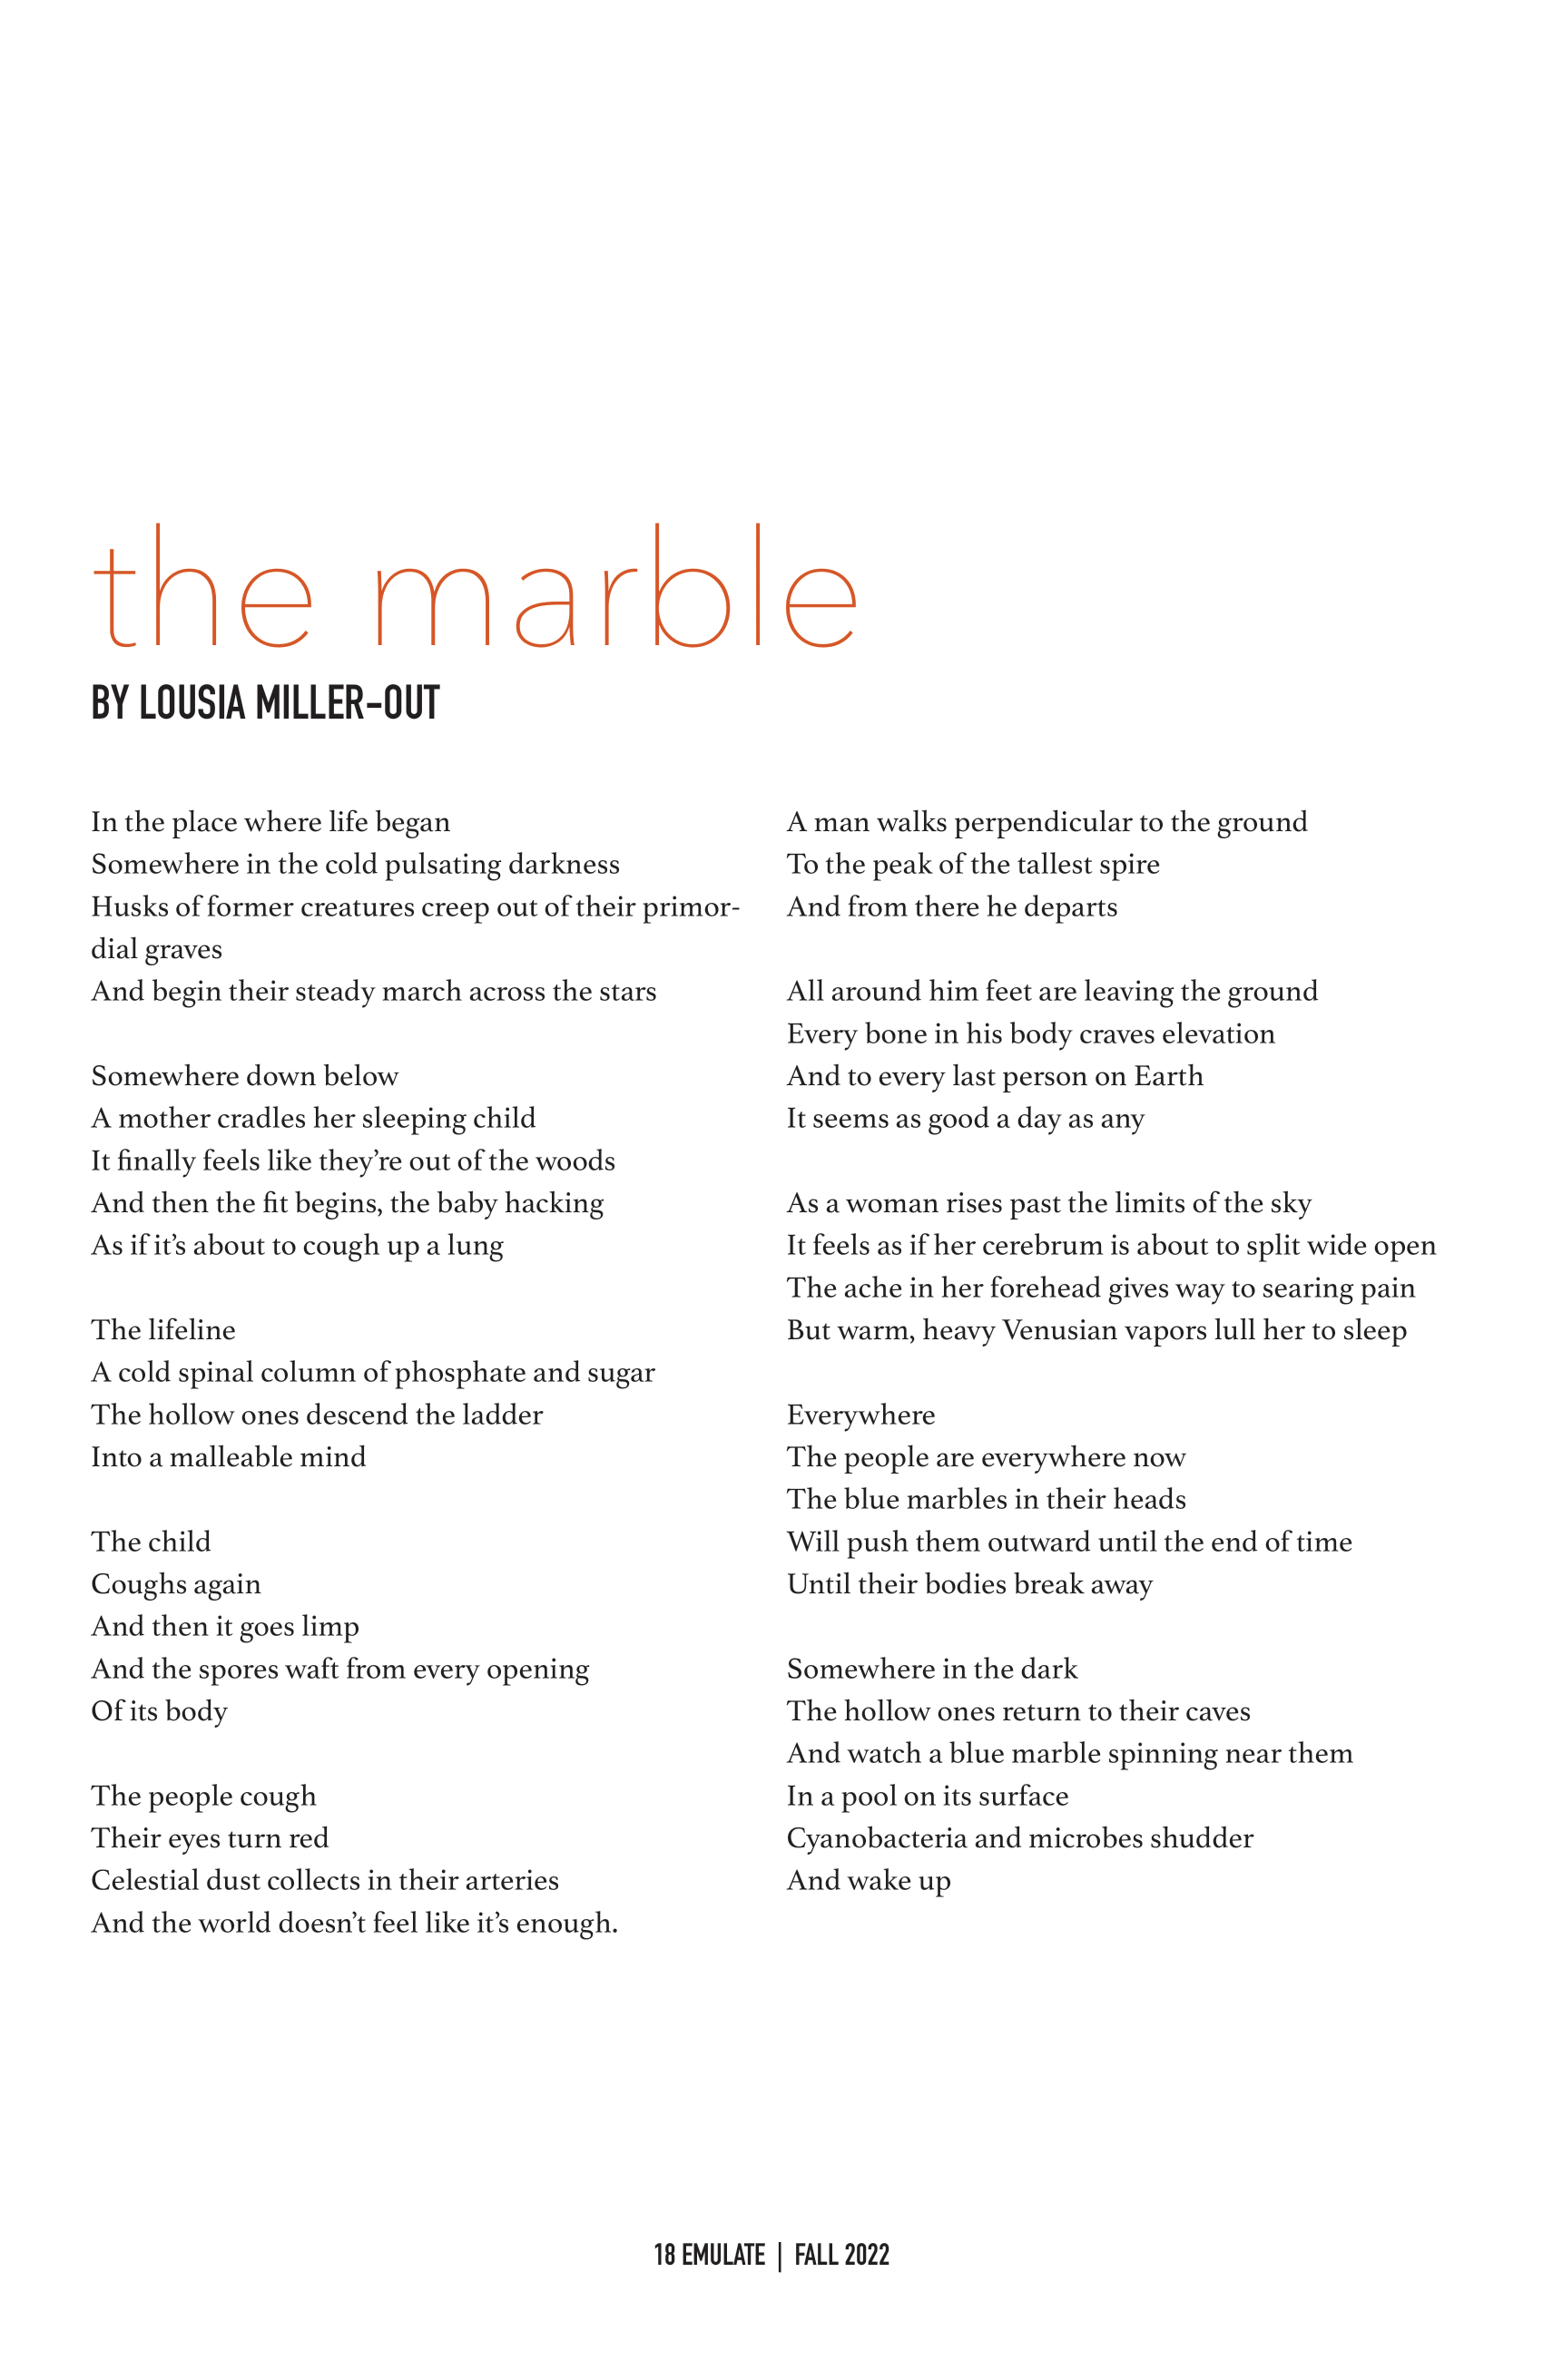 the marble
BY LOUSIA MILLER-OUT
In the place where life began
Somewhere in the cold pulsating darkness
Husks of former creatures creep out of their primor-
dial graves
And begin their steady march across the stars
Somewhere down below
A mother cradles her sleeping child
It finally feels like they’re out of the woods
And then the fit begins, the baby hacking
As if it’s about to cough up a lung
The lifeline
A cold spinal column of phosphate and sugar
The hollow ones descend the ladder
Into a malleable mind
The child
Coughs again
And then it goes limp
And the spores waft from every opening
Of its body
The people cough
Their eyes turn red
Celestial dust collects in their arteries
And the world doesn’t feel like it’s enough.
A man walks perpendicular to the ground
To the peak of the tallest spire
And from there he departs
All around him feet are leaving the ground
Every bone in his body craves elevation
And to every last person on Earth
It seems as good a day as any
As a woman rises past the limits of the sky
It feels as if her cerebrum is about to split wide open
The ache in her forehead gives way to searing pain
But warm, heavy Venusian vapors lull her to sleep
Everywhere
The people are everywhere now
The blue marbles in their heads
Will push them outward until the end of time
Until their bodies break away
Somewhere in the dark
The hollow ones return to their caves
And watch a blue marble spinning near them
In a pool on its surface
Cyanobacteria and microbes shudder
And wake up
18 EMULATE | FALL 2022